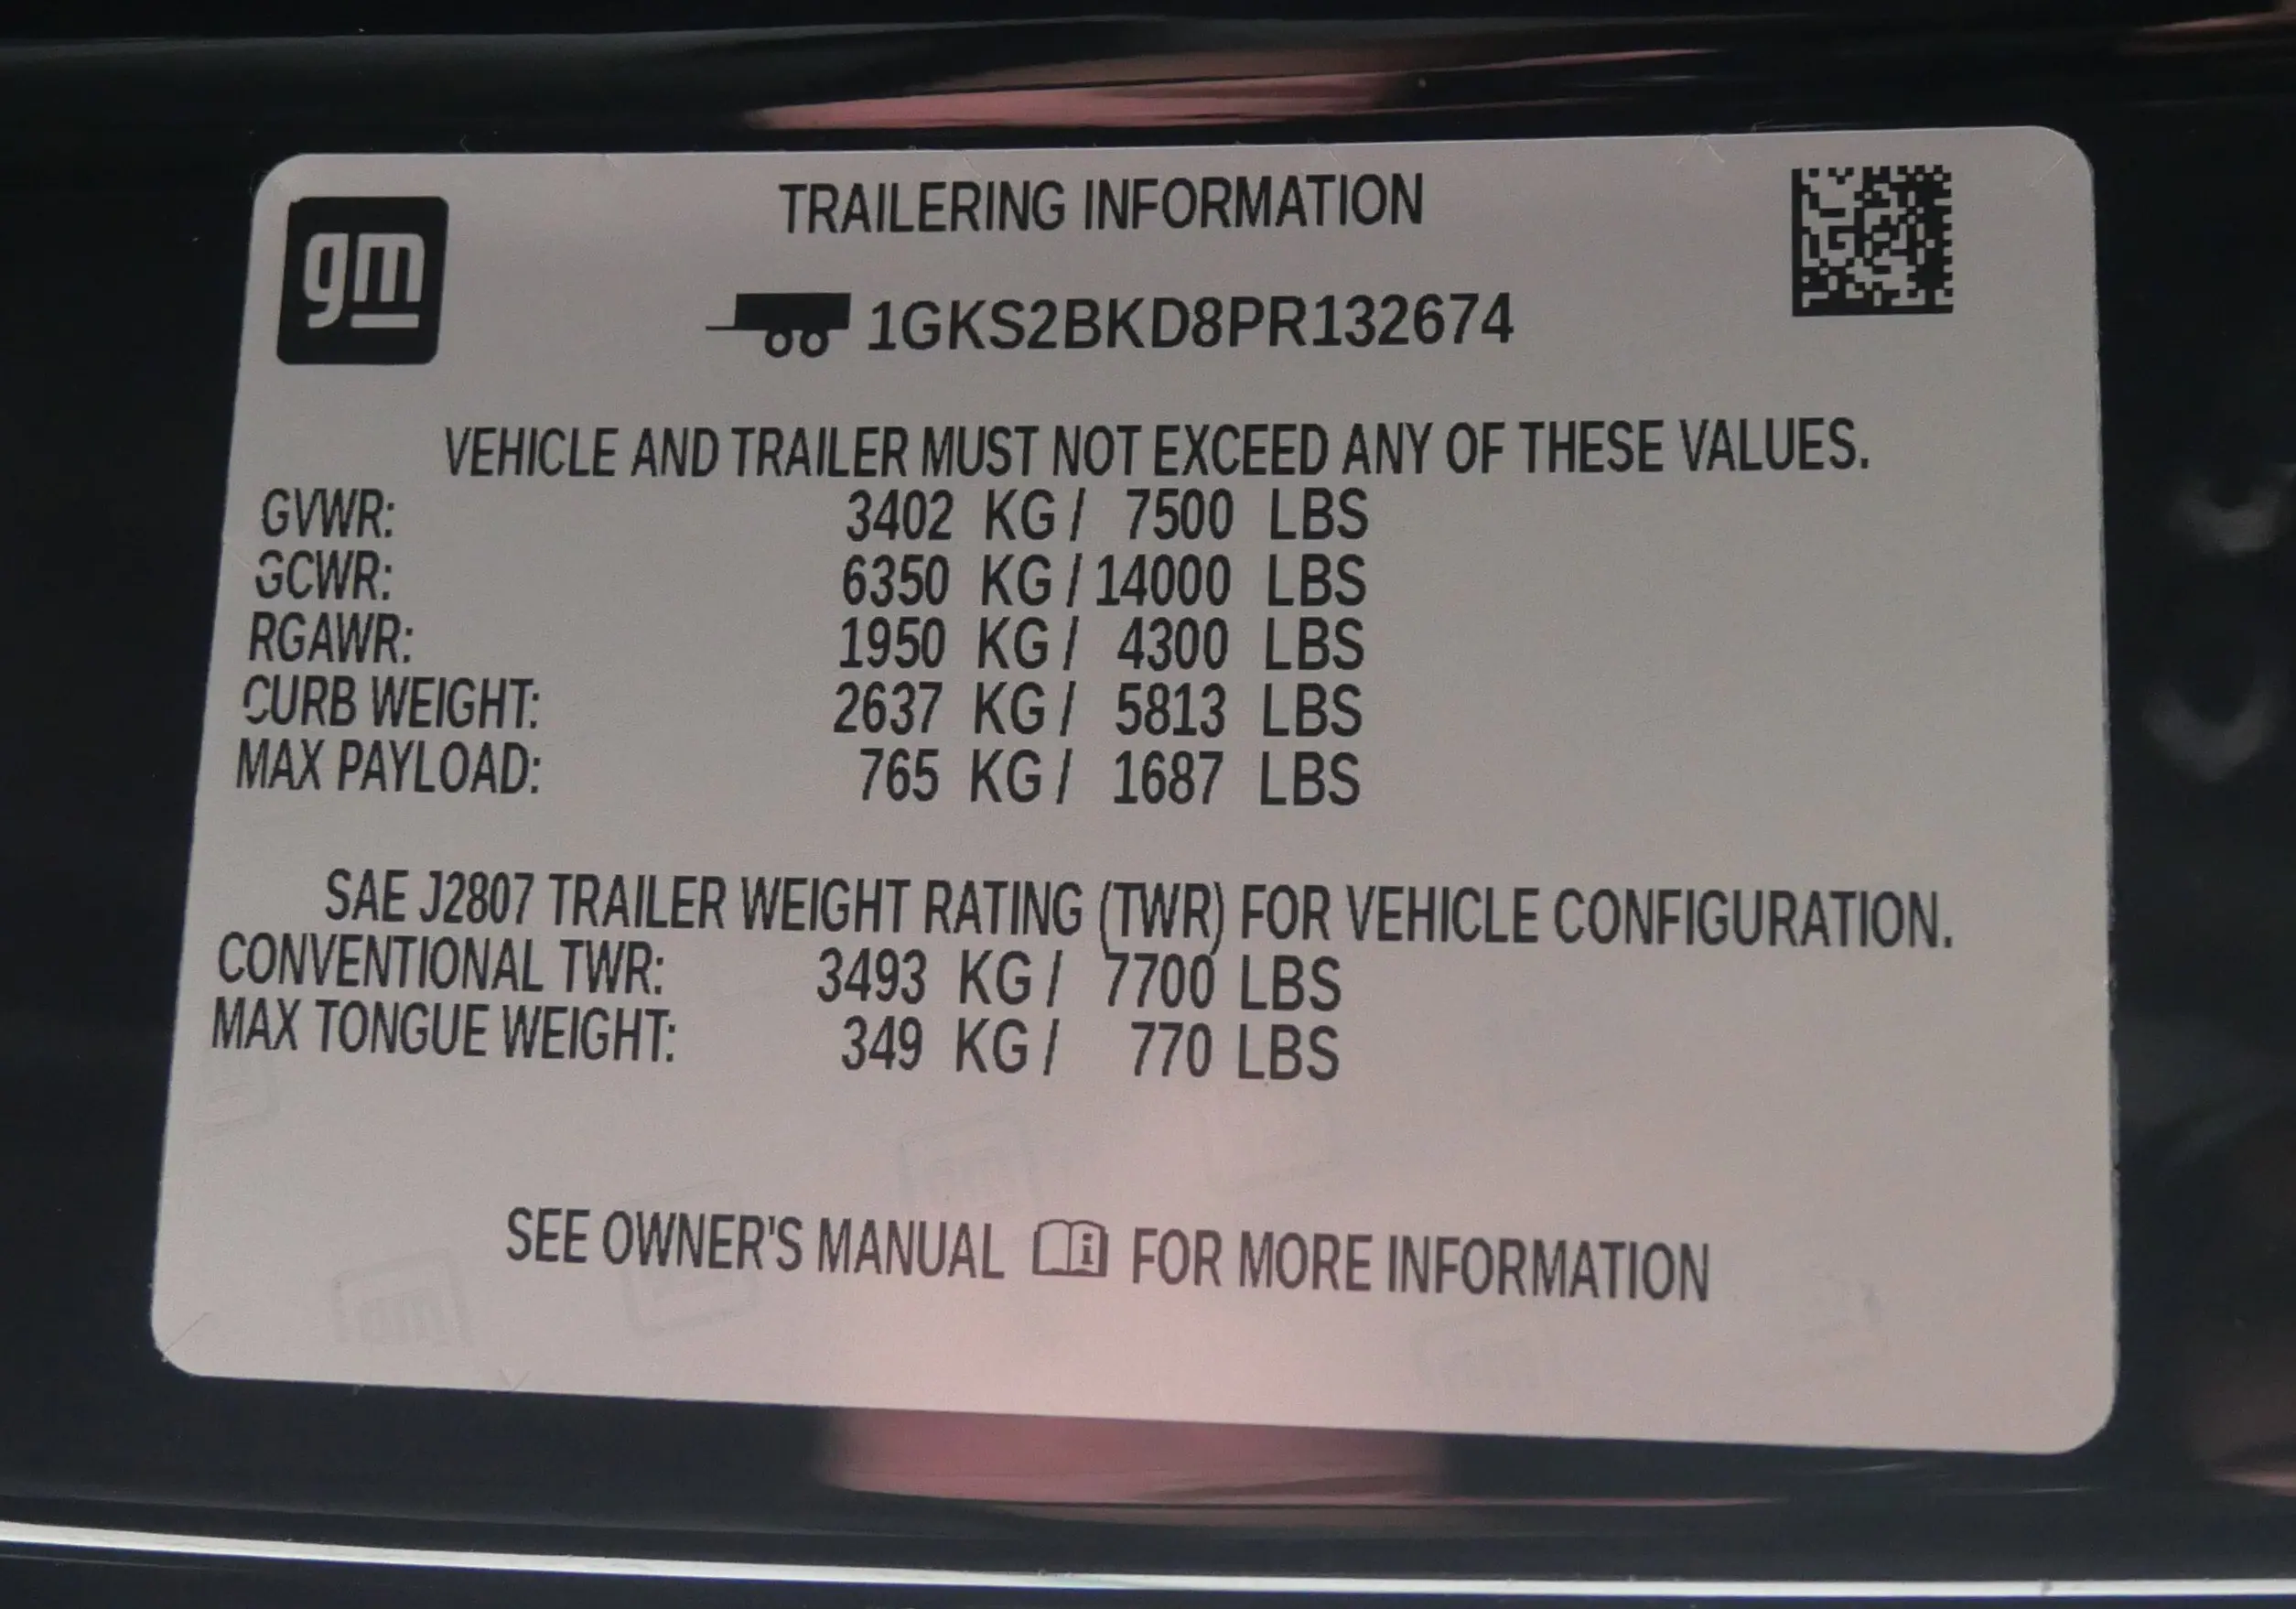 gm
TRAILERING INFORMATION
1GKS2BKD8PR132674
VEHICLE AND TRAILER MUST NOT EXCEED ANY OF THESE VALUES.
GVWR: 3402 KG / 7500 LBS
GCWR: 6350 KG / 14000 LBS
RGAWR: 1950 KG / 4300 LBS
CURB WEIGHT: 2637 KG / 5813 LBS
MAX PAYLOAD: 765 KG / 1687 LBS
SAE J2807 TRAILER WEIGHT RATING (TWR) FOR VEHICLE CONFIGURATION.
CONVENTIONAL TWR: 3493 KG / 7700 LBS
MAX TONGUE WEIGHT: 349 KG / 770 LBS
SEE OWNER'S MANUAL i FOR MORE INFORMATION